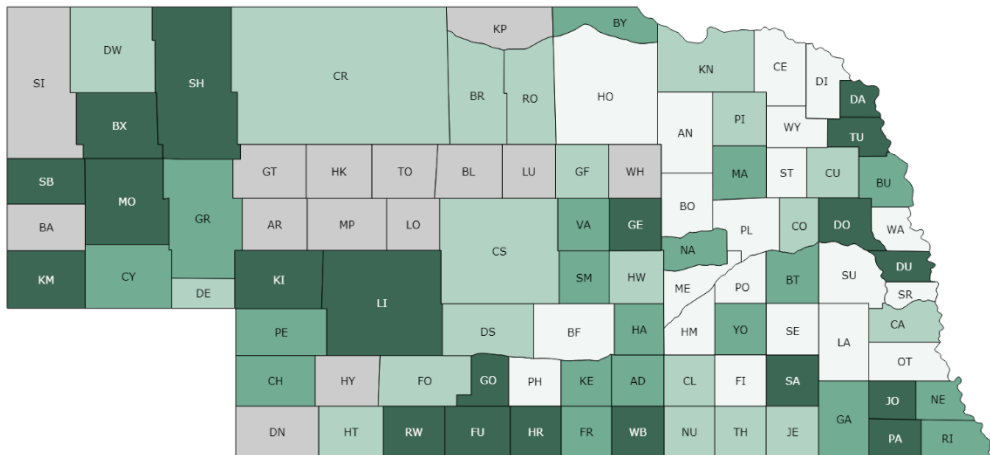 KP BY
DW CE
SI SH CR KN DI
BR RO HO DA
BX AN PI WY TU
GT HK TO BL LU GF WH MA ST CU BU
SB MO BO
GR AR MP LO VA GE PL CO DO WA
BA CS NA
CY KM KI LI SM HW BT SU DU
DE ME PO SR
PE DS BF HA HM YO SE LA CA
OT
CH HY FO GO PH KE AD CL FI SA
JO NE
DN HT RW FU HR FR WB NU TH JE GA PA RI